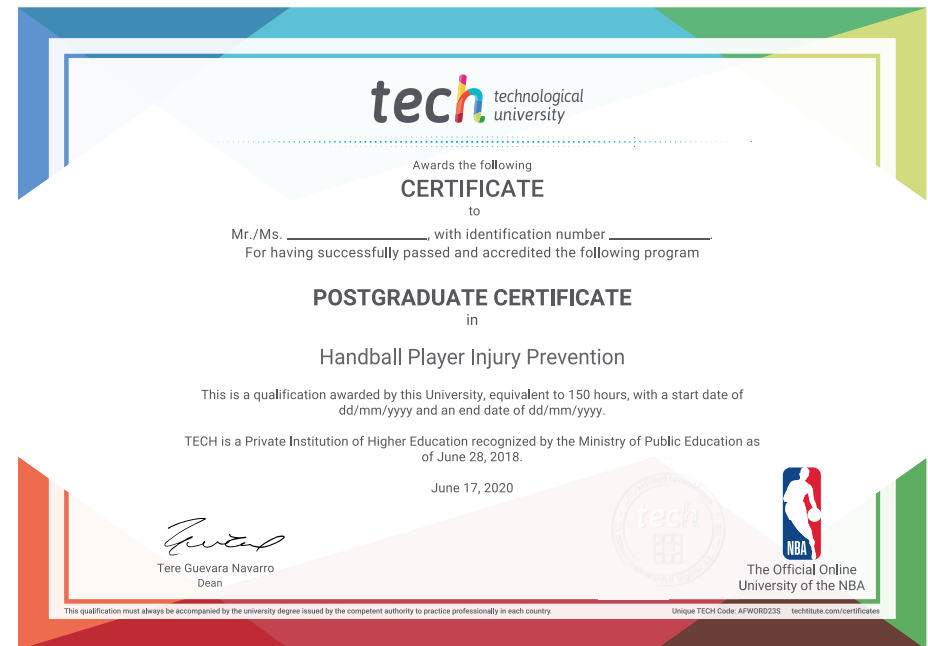 tech technological
university
Awards the following
CERTIFICATE
to
Mr./Ms. ____________________, with identification number ______________.
For having successfully passed and accredited the following program
POSTGRADUATE CERTIFICATE
in
Handball Player Injury Prevention
This is a qualification awarded by this University, equivalent to 150 hours, with a start date of
dd/mm/yyyy and an end date of dd/mm/yyyy.
TECH is a Private Institution of Higher Education recognized by the Ministry of Public Education as
of June 28, 2018.
June 17, 2020
tech
NBA
Tere Guevara Navarro
Dean
The Official Online
University of the NBA
This qualification must always be accompanied by the university degree issued by the competent authority to practice professionally in each country.
Unique TECH Code: AFWORD23S techtitute.com/certificates